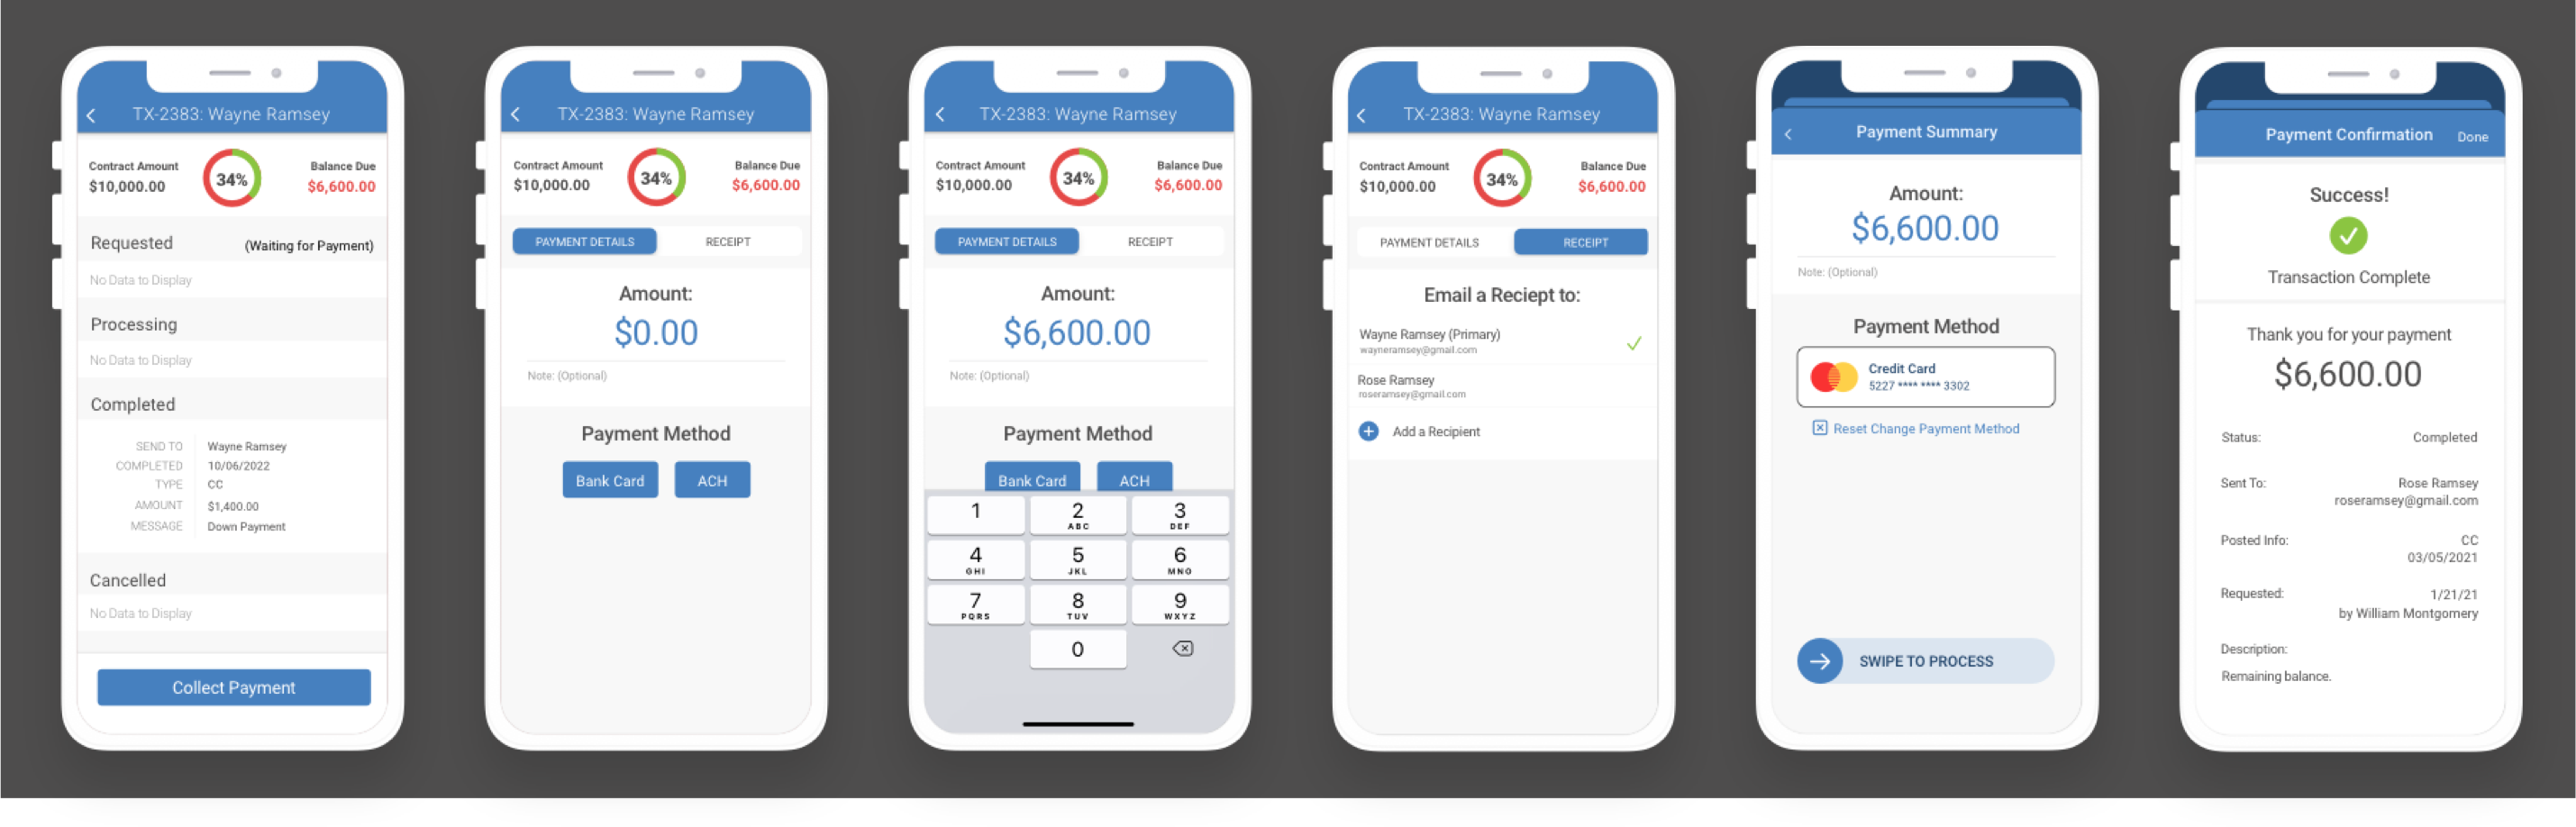 TX-2383: Wayne Ramsey
Contract Amount
$10,000.00
34%
Balance Due
$6,600.00
Requested
(Waiting for Payment)
No Data to Display
Processing
No Data to Display
Completed
SEND TO Wayne Ramsey
COMPLETED 10/06/2022
TYPE CC
AMOUNT $1,400.00
MESSAGE Down Payment
Cancelled
No Data to Display
Collect Payment
TX-2383: Wayne Ramsey
Contract Amount
$10,000.00
34%
Balance Due
$6,600.00
PAYMENT DETAILS
RECEIPT
Amount:
$0.00
Note: (Optional)
Payment Method
Bank Card
ACH
TX-2383: Wayne Ramsey
Contract Amount
$10,000.00
34%
Balance Due
$6,600.00
PAYMENT DETAILS
RECEIPT
Amount:
$6,600.00
Note: (Optional)
Payment Method
Bank Card
ACH
1
2
ABC
3
DEF
4
GHI
5
JKL
6
MNO
7
PQRS
8
TUV
9
WXYZ
0
TX-2383: Wayne Ramsey
Contract Amount
$10,000.00
34%
Balance Due
$6,600.00
PAYMENT DETAILS
RECEIPT
Email a Reciept to:
Wayne Ramsey (Primary)
wayneramsey@gmail.com
Rose Ramsey
roseramsey@gmail.com
Add a Recipient
Payment Summary
Amount:
$6,600.00
Note: (Optional)
Payment Method
Credit Card
5227 **** **** 3302
Reset Change Payment Method
SWIPE TO PROCESS
Payment Confirmation
Done
Success!
Transaction Complete
Thank you for your payment
$6,600.00
Status: Completed
Sent To: Rose Ramsey
roseramsey@gmail.com
Posted Info: CC
03/05/2021
Requested: 1/21/21
by William Montgomery
Description:
Remaining balance.